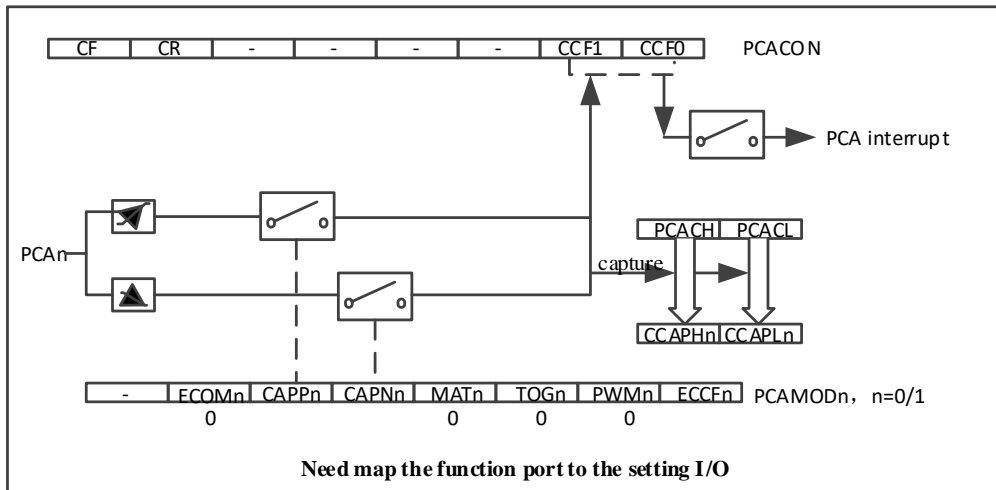 CF CR - - - - CCF1 CCF0 PCACON
PCA interrupt
PCAn
PCACH PCACL
capture
CCAPHn CCAPLn
- ECOMn CAPPn CAPNn MATn TOGn PWMn ECCFn PCAMODn，n=0/1
0 0 0 0
Need map the function port to the setting I/O